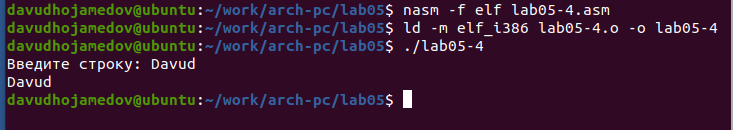 davudhojamedov@ubuntu:~/work/arch-pc/lab05$ nasm -f elf lab05-4.asm
davudhojamedov@ubuntu:~/work/arch-pc/lab05$ ld -m elf_i386 lab05-4.o -o lab05-4
davudhojamedov@ubuntu:~/work/arch-pc/lab05$ ./lab05-4
Введите строку: Davud
Davud
davudhojamedov@ubuntu:~/work/arch-pc/lab05$